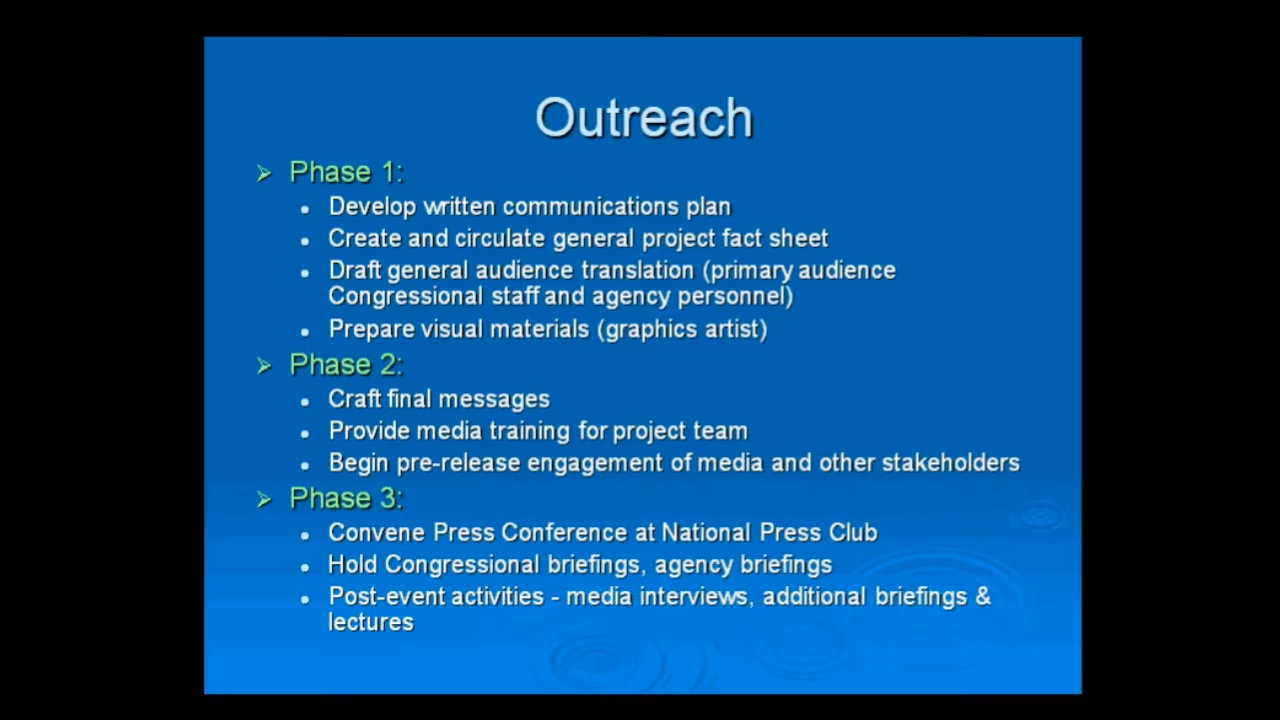 Outreach
Phase 1:
Develop written communications plan
Create and circulate general project fact sheet
Draft general audience translation (primary audience
Congressional staff and agency personnel)
Prepare visual materials (graphics artist)
Phase 2:
Craft final messages
Provide media training for project team
Begin pre-release engagement of media and other stakeholders
Phase 3:
Convene Press Conference at National Press Club
Hold Congressional briefings, agency briefings
Post-event activities - media interviews, additional briefings &
lectures